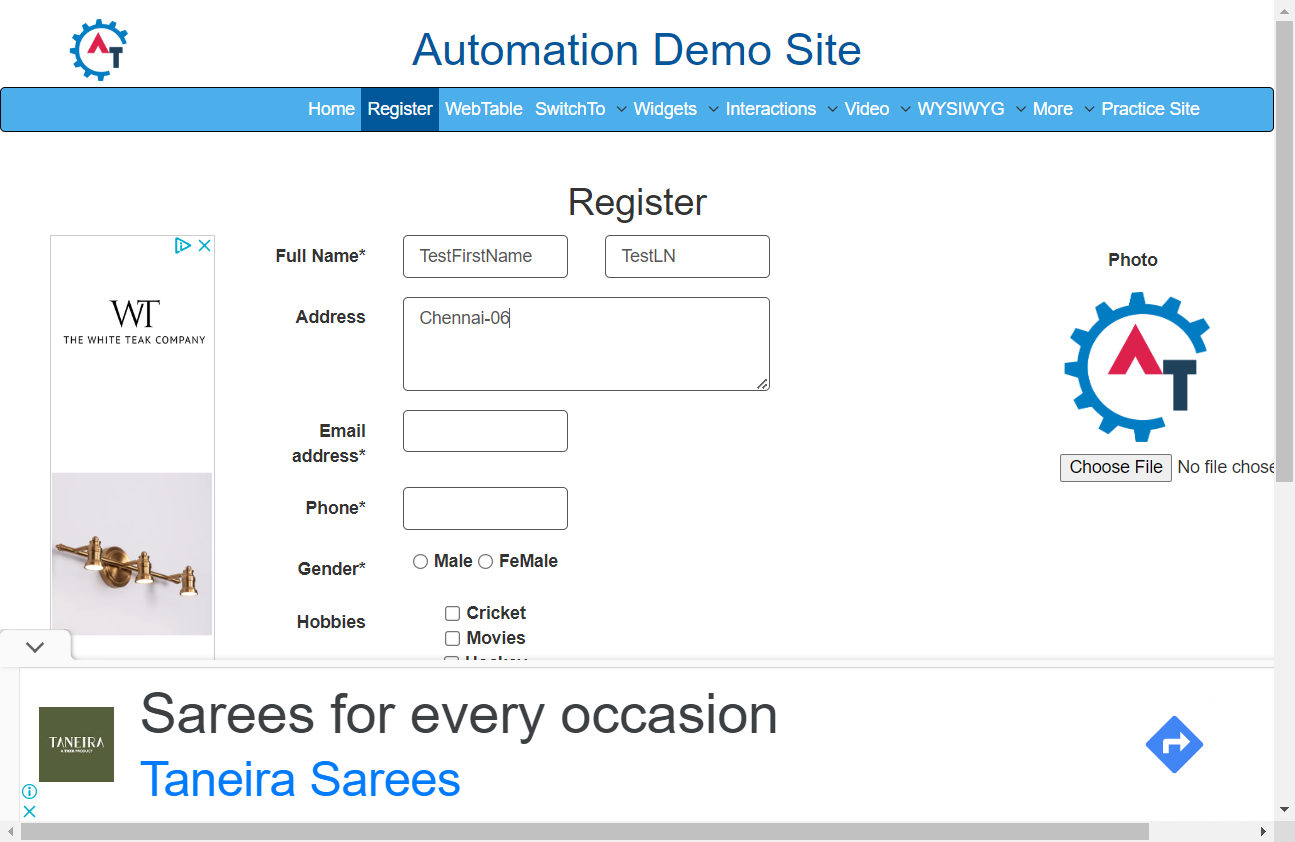 Automation Demo Site
Home Register WebTable SwitchTo Widgets Interactions Video WYSIWYG More Practice Site
Register
Full Name* TestFirstName TestLN
Photo
Address Chennai-06
WT
THE WHITE TEAK COMPANY
AT
Email
address*
Choose File No file chose
Phone*
Gender* Male FeMale
Hobbies Cricket
Movies
Hockey
Sarees for every occasion
TANEIRA
Taneira Sarees